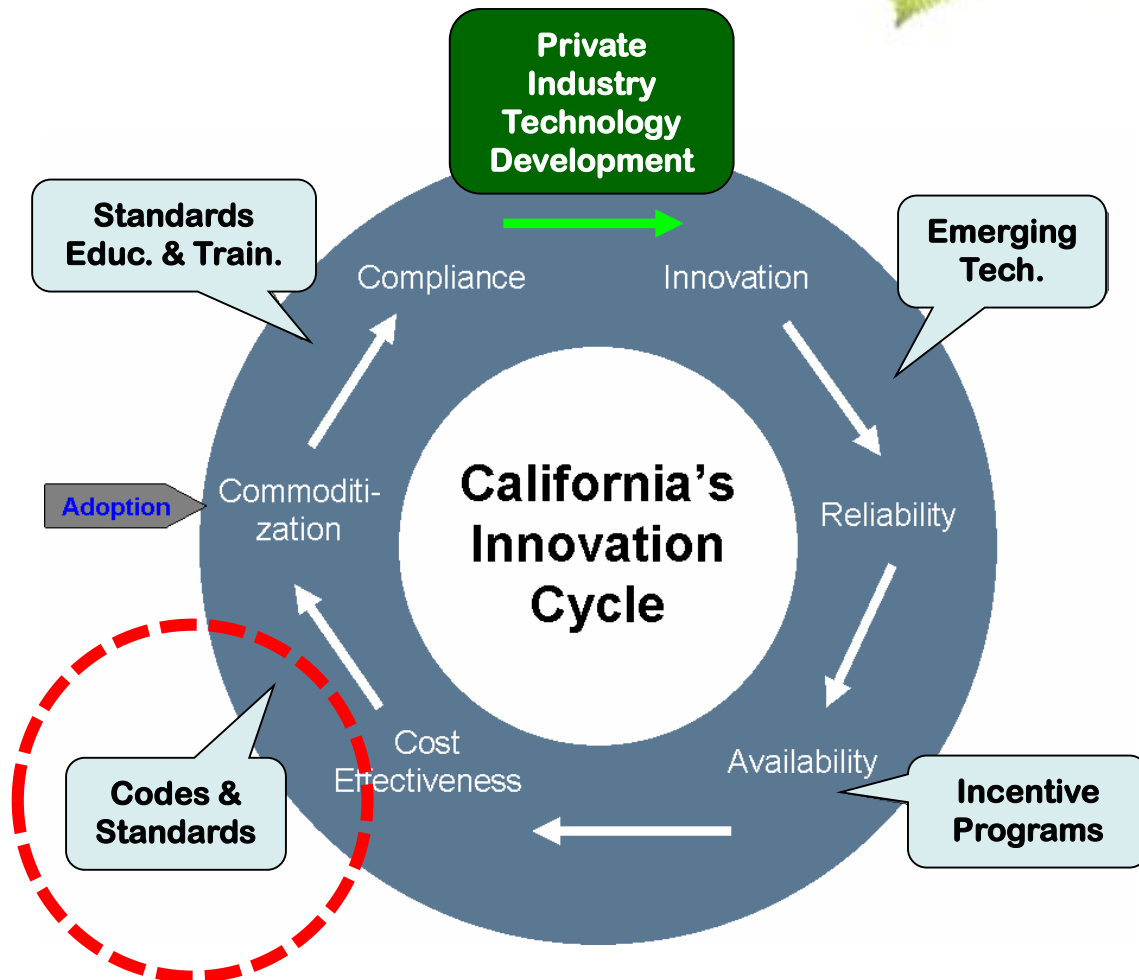 Private
Industry
Technology
Development
Standards
Educ. & Train.
Emerging
Tech.
Compliance
Innovation
California's
Innovation
Cycle
Adoption
Commoditi-
zation
Reliability
Cost
Effectiveness
Availability
Codes &
Standards
Incentive
Programs